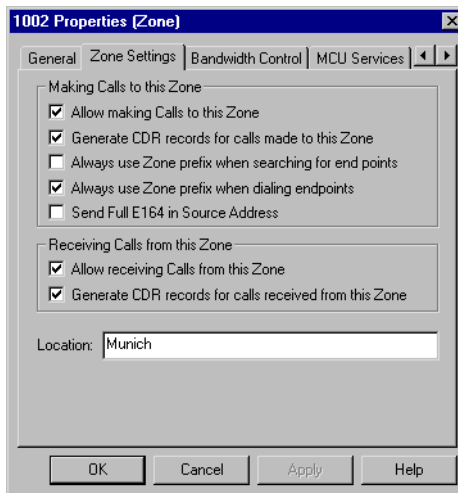 1002 Properties (Zone)
General Zone Settings Bandwidth Control MCU Services
Making Calls to this Zone
Allow making Calls to this Zone
Generate CDR records for calls made to this Zone
Always use Zone prefix when searching for end points
Always use Zone prefix when dialing endpoints
Send Full E164 in Source Address
Receiving Calls from this Zone
Allow receiving Calls from this Zone
Generate CDR records for calls received from this Zone
Location: Munich
OK Cancel Apply Help